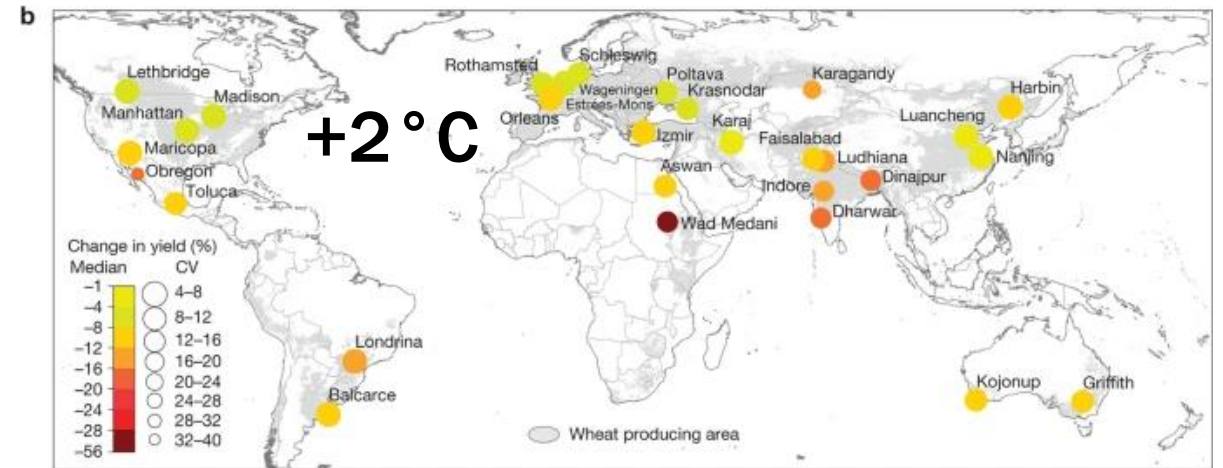 b
Rothamsted
Schleswig
Lethbridge
Poltava
Karagandy
Wageningen
Krasnodar
Harbin
Madison
Estrées-Mons
Manhattan
Luancheng
Orleans
+2°C
Karaj
Faisalabad
Izmir
Maricopa
Ludhiana
Nanjing
Aswan
Obregon
Dinajpur
Indore
Toluca
Dharwar
Wad Medani
Change in yield (%)
Median CV
–1
4–8
–4
8–12
–8
12–16
–12
16–20
–16
20–24
–20
24–28
–24
28–32
–28
32–40
–56
Londrina
Balcarce
Kojonup
Griffith
Wheat producing area